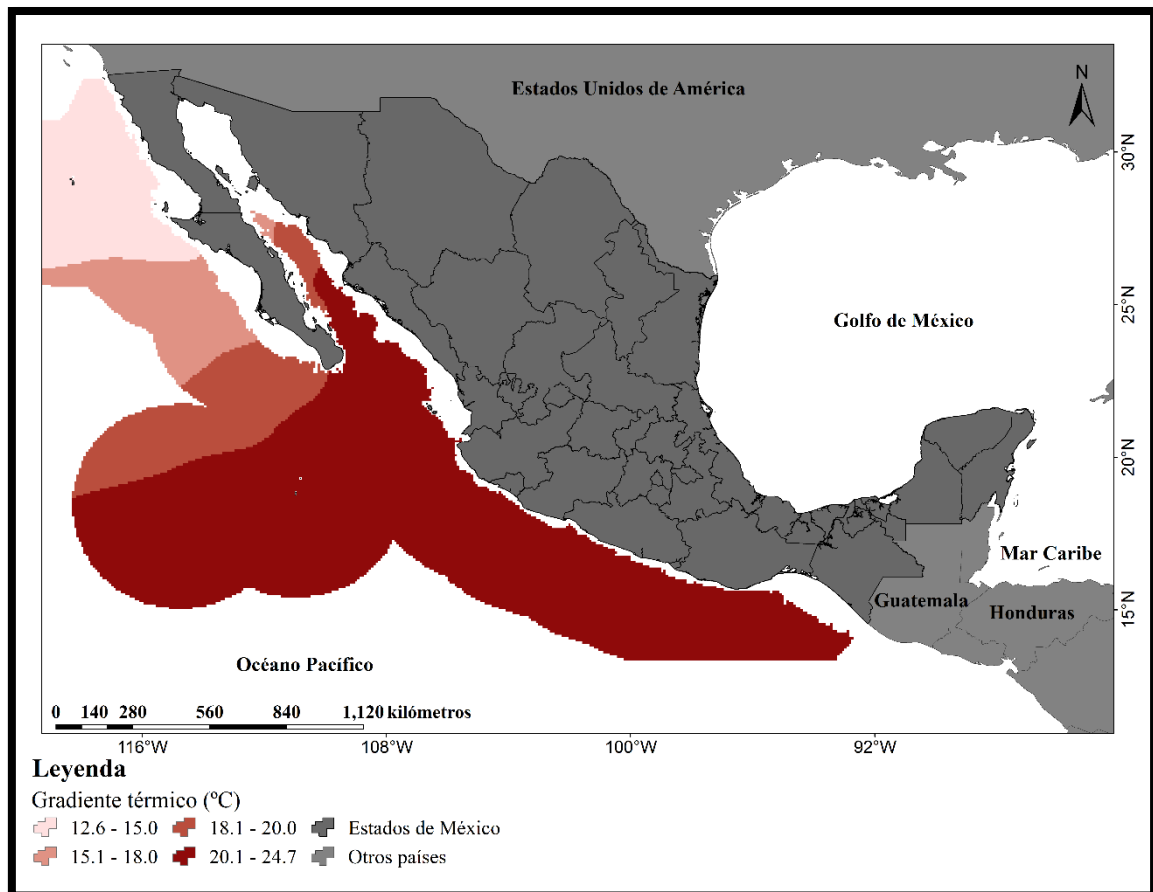 Estados Unidos de América
N
30°N
25°N
Golfo de México
20°N
Mar Caribe
Guatemala
15°N
Honduras
Océano Pacífico
0 140 280 560 840 1,120 kilómetros
116°W 108°W 100°W 92°W
Leyenda
Gradiente térmico (ºC)
12.6 - 15.0 18.1 - 20.0 Estados de México
15.1 - 18.0 20.1 - 24.7 Otros países